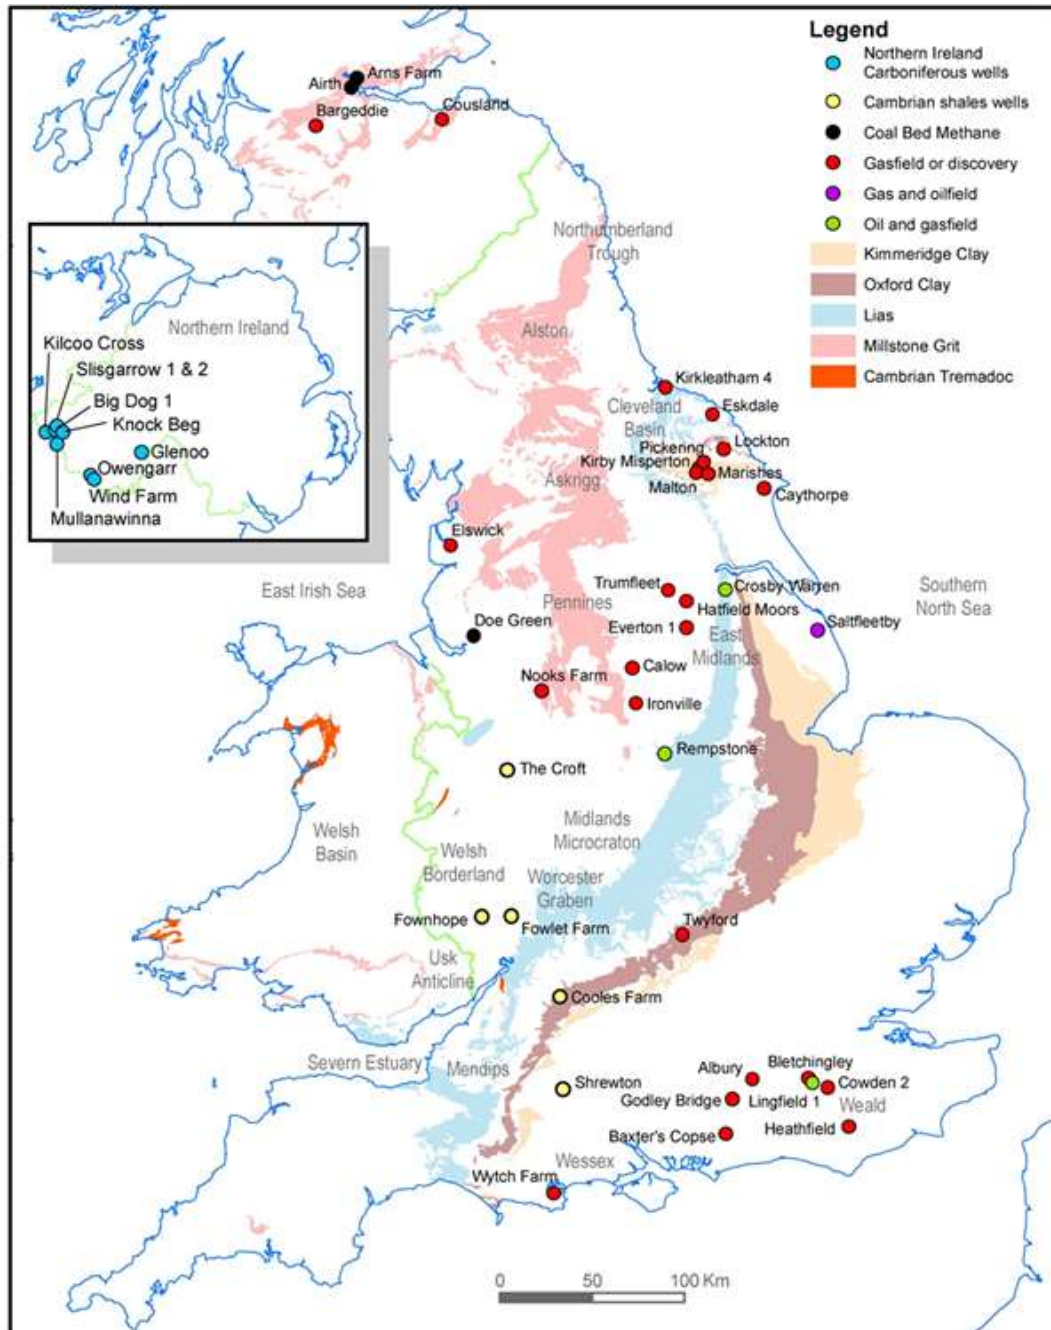 Legend
Northern Ireland
Carboniferous wells
Cambrian shales wells
Coal Bed Methane
Gasfield or discovery
Gas and oilfield
Oil and gasfield
Kimmeridge Clay
Oxford Clay
Lias
Millstone Grit
Cambrian Tremadoc
Arns Farm
Airth
Bargeddie
Cousland
Northumberland
Trough
Alston
Northern Ireland
Kilcoo Cross
Slisgarrow 1 & 2
Big Dog 1
Knock Beg
Glenoo
Owengarr
Wind Farm
Mullanawinna
Kirkleatham 4
Cleveland
Basin
Eskdale
Lockton
Pickenng
Kirby Misperton
Marishes
Malton
Askrigg
Caythorpe
Elswick
East Irish Sea
Trumfleet
Crosby Warren
Southern
North Sea
Pennines
Hatfield Moors
Doe Green
Everton 1
East
Midlands
Saltfleetby
Calow
Nooks Farm
Ironville
Rempstone
The Croft
Midlands
Microcraton
Welsh
Basin
Welsh
Borderland
Worcester
Graben
Fownhope
Fowlet Farm
Twyford
Usk
Anticline
Cooles Farm
Severn Estuary
Mendips
Shrewton
Albury
Bletchingley
Cowden 2
Godley Bridge
Lingfield 1
Weald
Baxter's Copse
Heathfield
Wessex
Wytch Farm
0 50 100 Km